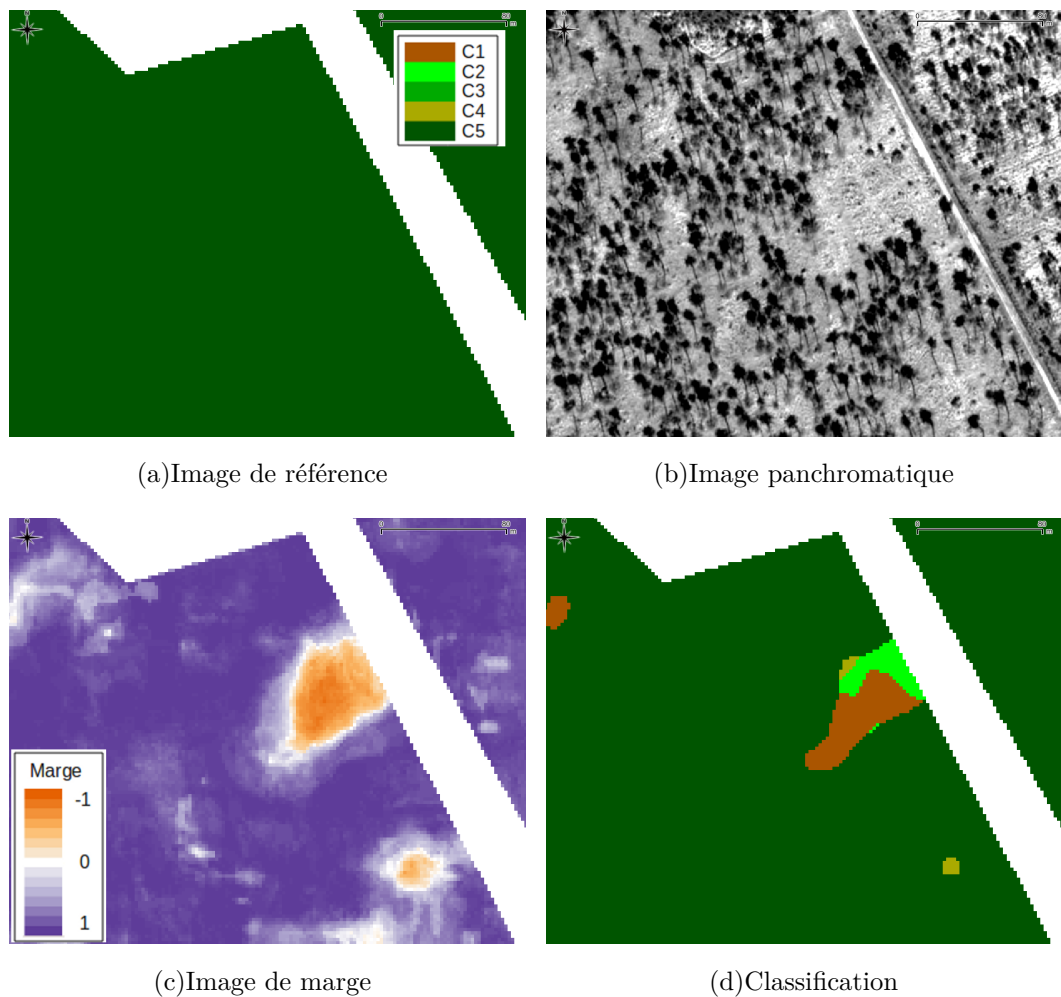 C1
C2
C3
C4
C5
(a)Image de référence
(b)Image panchromatique
Marge
-1
0
1
(c)Image de marge
(d)Classification